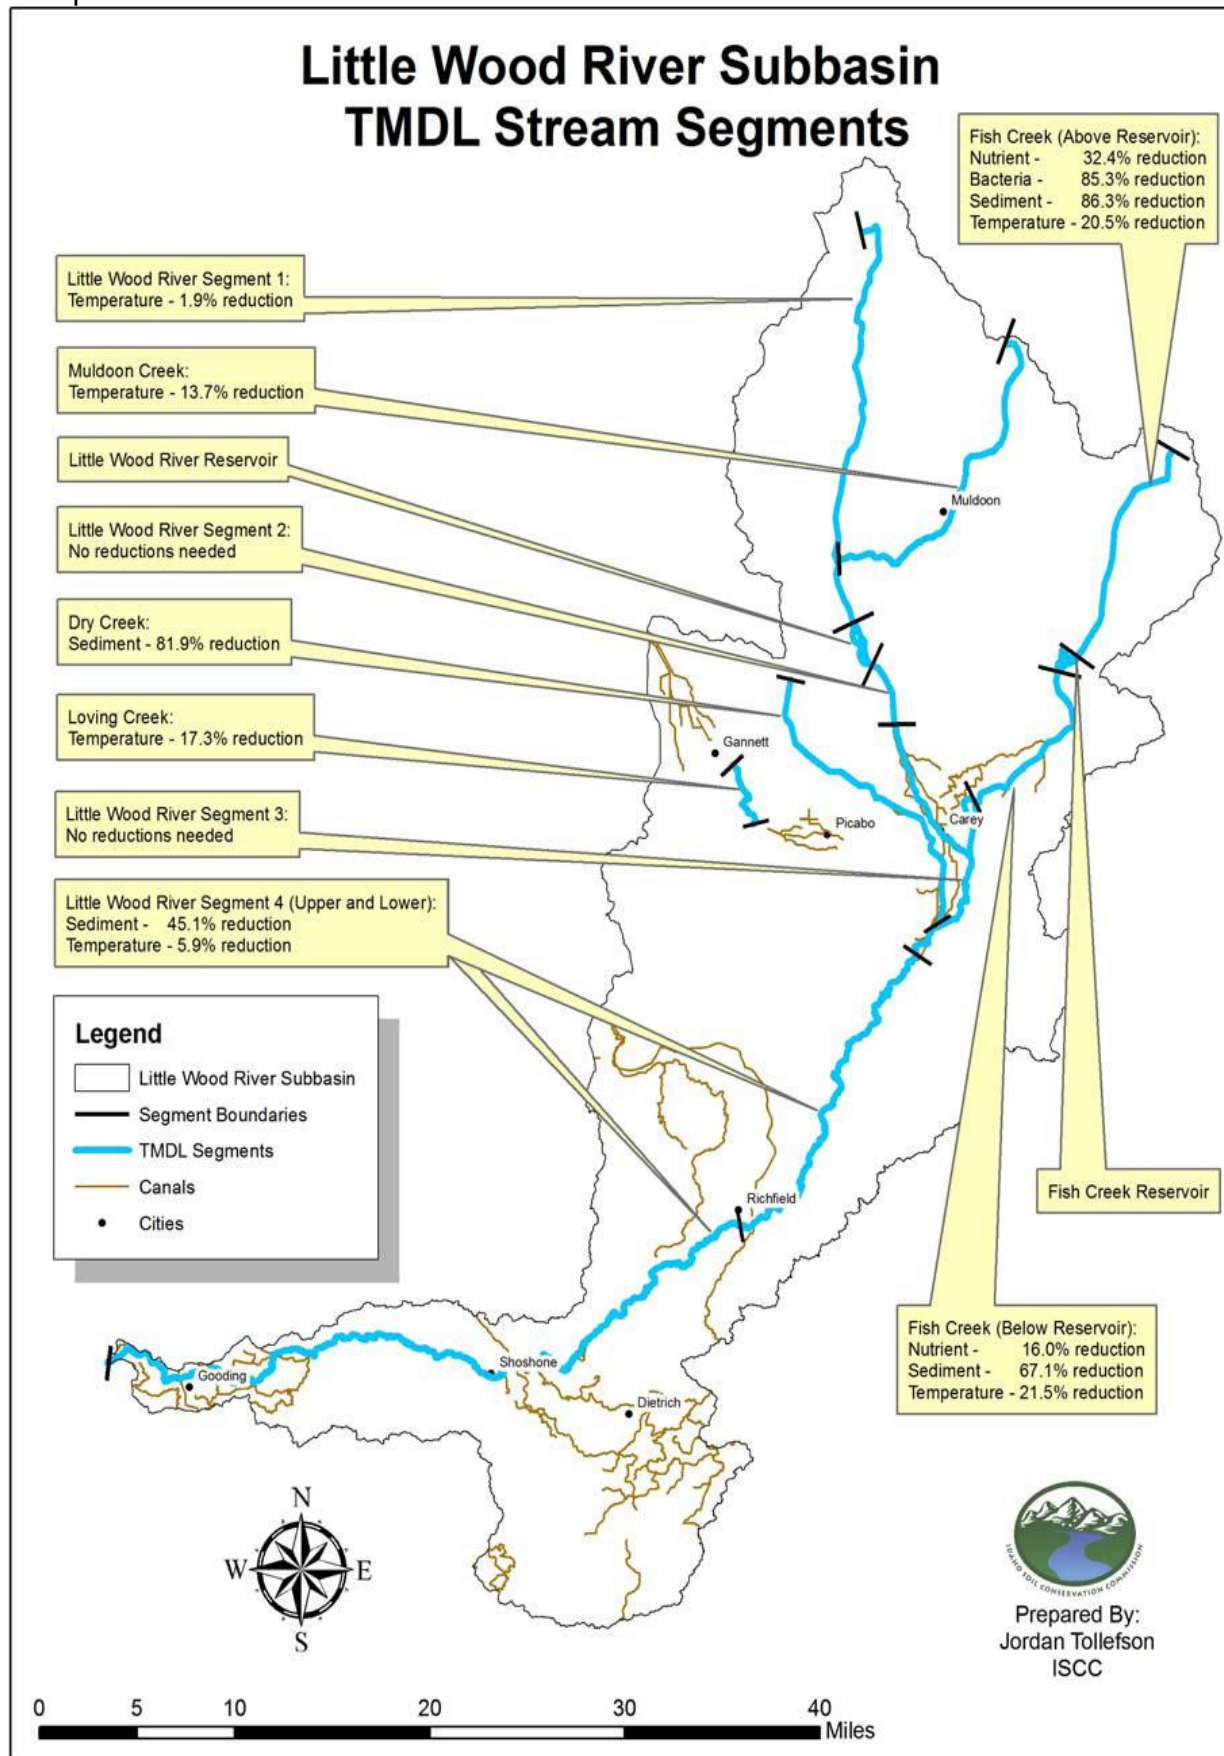 Little Wood River Subbasin
TMDL Stream Segments
Fish Creek (Above Reservoir):
Nutrient - 32.4% reduction
Bacteria - 85.3% reduction
Sediment - 86.3% reduction
Temperature - 20.5% reduction
Little Wood River Segment 1:
Temperature - 1.9% reduction
Muldoon Creek:
Temperature - 13.7% reduction
Little Wood River Reservoir
Little Wood River Segment 2:
No reductions needed
Dry Creek:
Sediment - 81.9% reduction
Loving Creek:
Temperature - 17.3% reduction
Little Wood River Segment 3:
No reductions needed
Little Wood River Segment 4 (Upper and Lower):
Sediment - 45.1% reduction
Temperature - 5.9% reduction
Muldoon
Gannett
Picabo
Carey
Richfield
Shoshone
Gooding
Dietrich
Legend
Little Wood River Subbasin
Segment Boundaries
TMDL Segments
Canals
Cities
Fish Creek Reservoir
Fish Creek (Below Reservoir):
Nutrient - 16.0% reduction
Sediment - 67.1% reduction
Temperature - 21.5% reduction
N
W E
S
IDAHO SOIL CONSERVATION COMMISSION
Prepared By:
Jordan Tollefson
ISCC
0 5 10 20 30 40
Miles